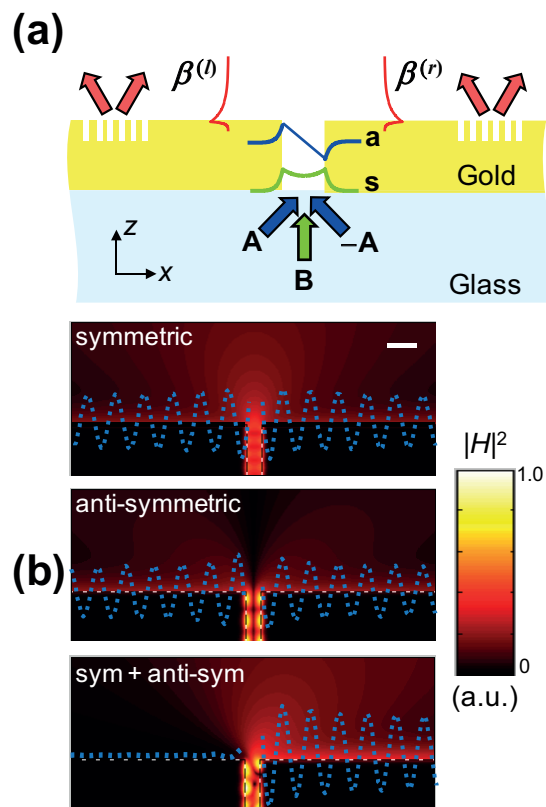 (a)
β(l)
β(r)
a
s
Gold
A
–A
B
z
x
Glass
symmetric
|H|2
1.0
anti-symmetric
(b)
sym + anti-sym
0
(a.u.)